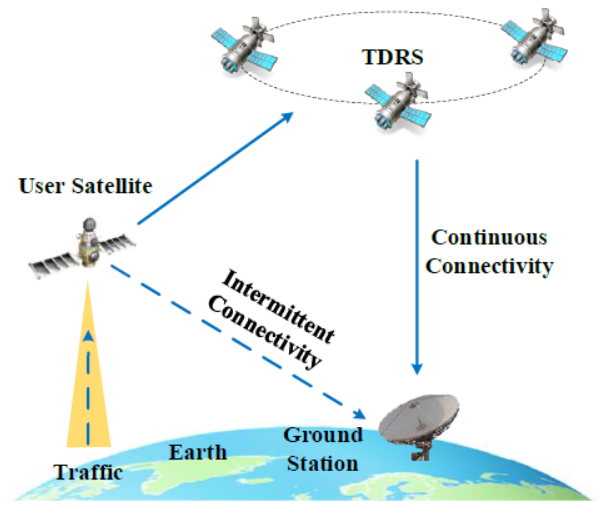 TDRS
User Satellite
Continuous
Connectivity
Intermittent
Connectivity
Ground
Station
Earth
Traffic